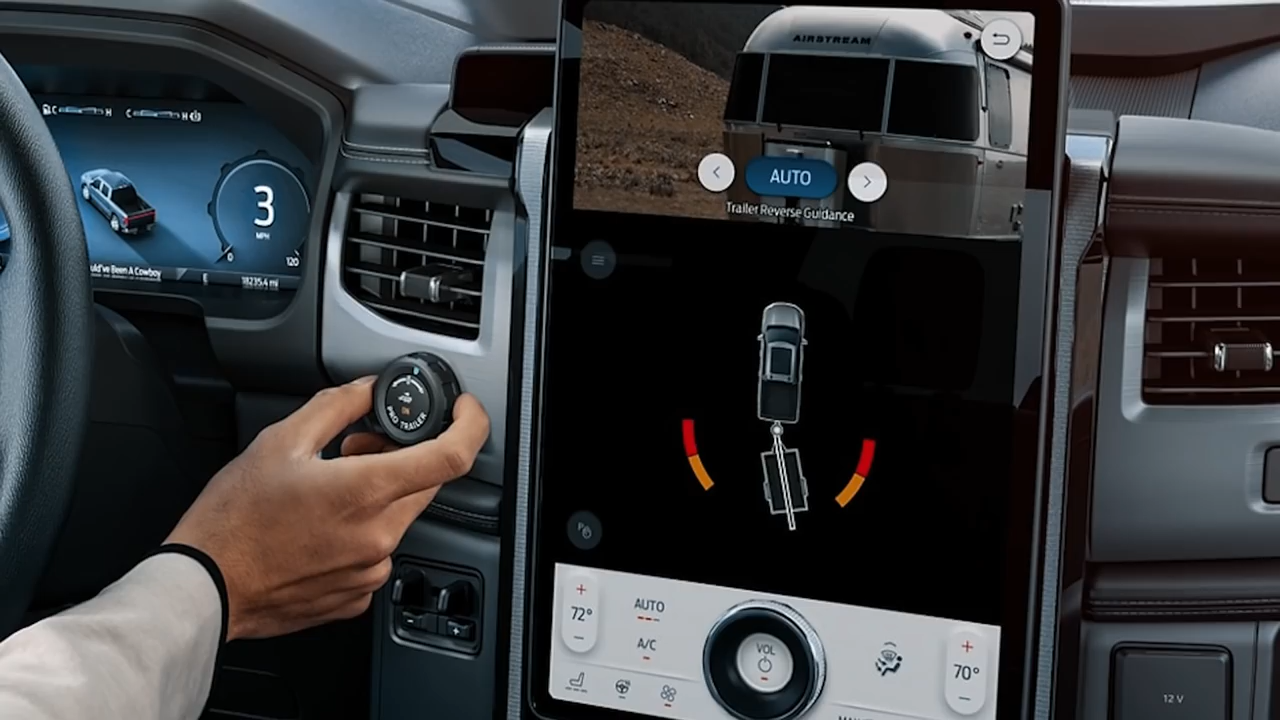 C H C H
3
MPH
0 120
uld've Been A Cowboy
E 18235.4 mi
PRO TRAILER
AIRSTREAM
AUTO
Trailer Reverse Guidance
P
72°
AUTO
A/C
VOL
70°
12 V